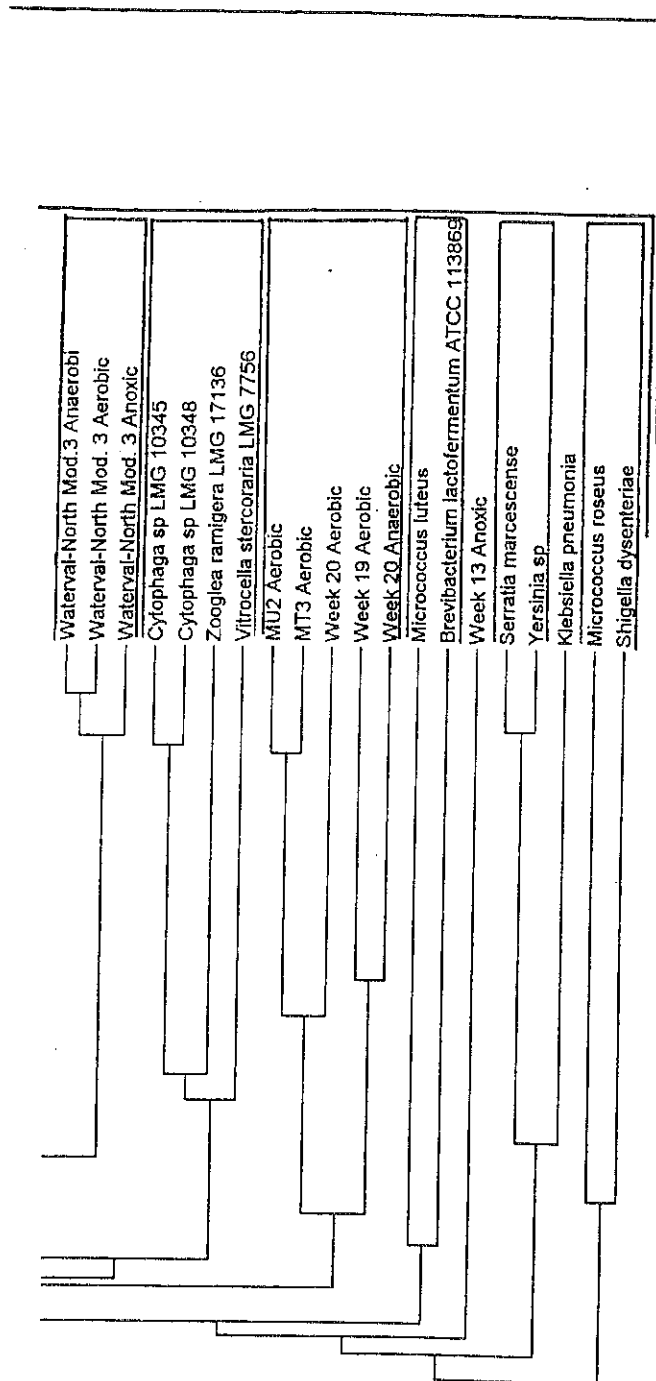 Waterval-North Mod.3 Anaerobi
Waterval-North Mod. 3 Aerobic
Waterval-North Mod. 3 Anoxic
Cytophaga sp LMG 10345
Cytophaga sp LMG 10348
Zooglea ramigera LMG 17136
Vitrocella stercoraria LMG 7756
MU2 Aerobic
MT3 Aerobic
Week 20 Aerobic
Week 19 Aerobic
Week 20 Anaerobic
Micrococcus luteus
Brevibacterium lactofermentum ATCC 113869
Week 13 Anoxic
Serratia marcescense
Yersinia sp
Klebsiella pneumonia
Micrococcus roseus
Shigella dysenteriae